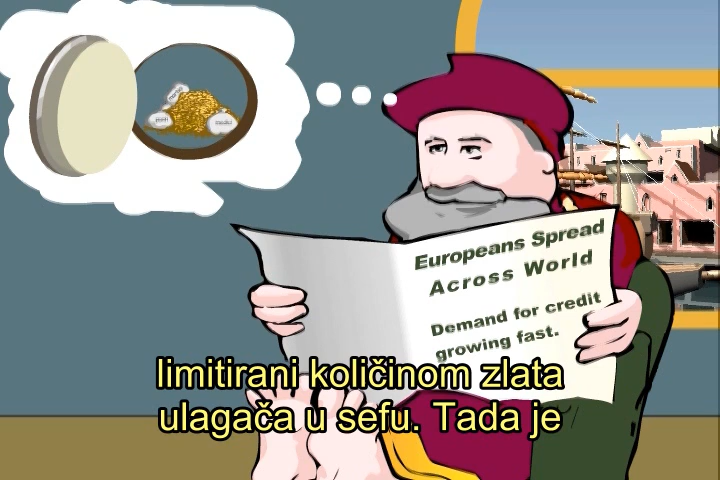 Europeans Spread
Across World
Demand for credit
growing fast.
limitirani količinom zlata
ulagača u sefu. Tada je